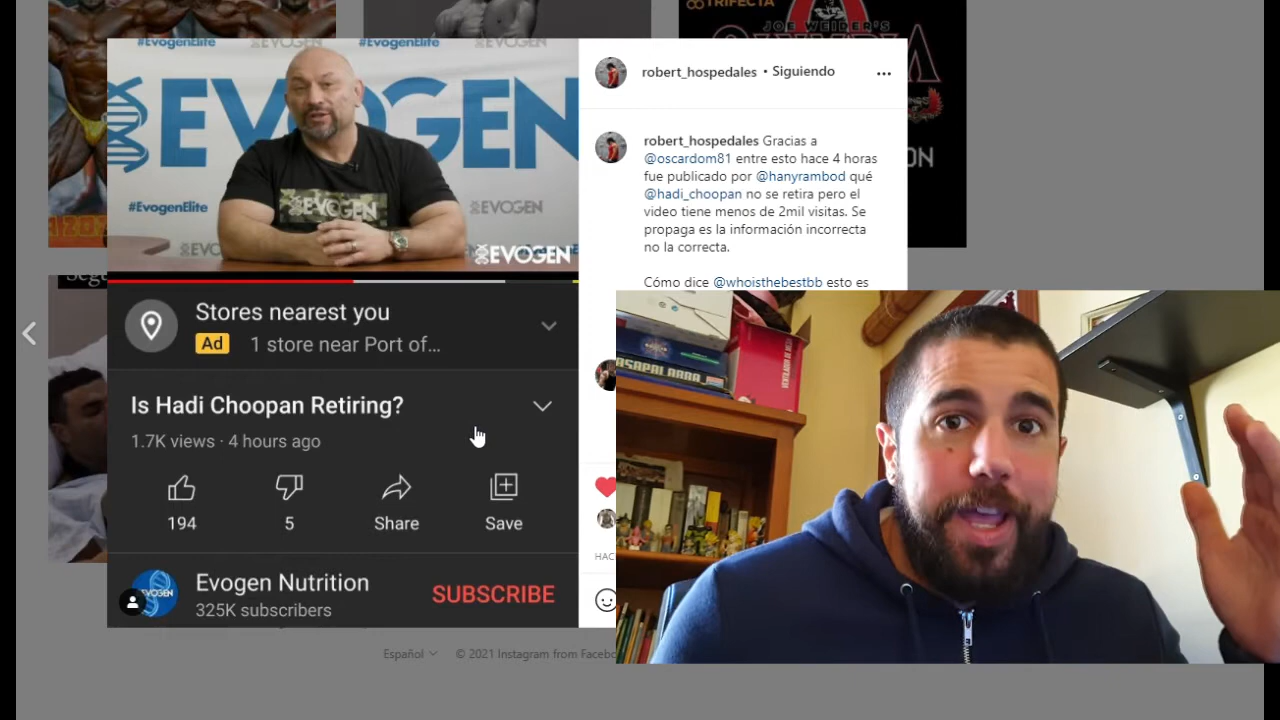 TRIFECTA
JOE WEIDER'S
#EvogenElite
EVOGEN
#EvogenElite
EVOGEN
EVOGEN
#EvogenElite
EVOGEN
EVOGEN
EVOGEN
robert_hospedales • Siguiendo
robert_hospedales Gracias a
@oscardom81 entre esto hace 4 horas
fue publicado por @hanyrambod qué
@hadi_choopan no se retira pero el
video tiene menos de 2mil visitas. Se
propaga es la información incorrecta
no la correcta.
Cómo dice @whoisthebestbb esto es
Stores nearest you
Ad
1 store near Port of...
Is Hadi Choopan Retiring?
1.7K views · 4 hours ago
194
5
Share
Save
HAC
Evogen Nutrition
325K subscribers
SUBSCRIBE
EVOGEN
Español
© 2021 Instagram from Facebo